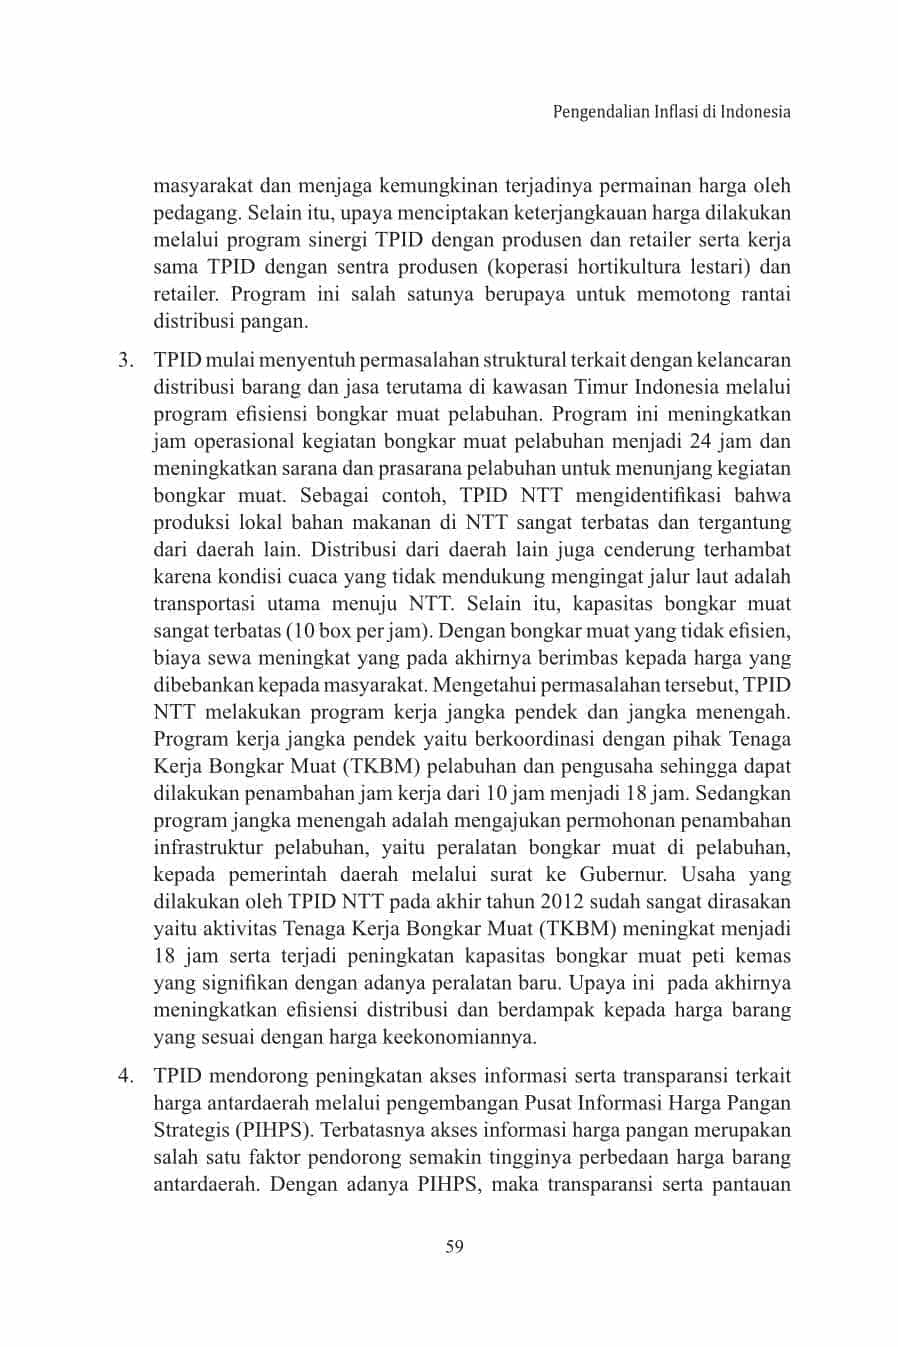 Pengendalian Inflasi di Indonesia
masyarakat dan menjaga kemungkinan terjadinya permainan harga oleh
pedagang. Selain itu, upaya menciptakan keterjangkauan harga dilakukan
melalui program sinergi TPID dengan produsen dan retailer serta kerja
sama TPID dengan sentra produsen (koperasi hortikultura lestari) dan
retailer. Program ini salah satunya berupaya untuk memotong rantai
distribusi pangan.
3. TPID mulai menyentuh permasalahan struktural terkait dengan kelancaran
distribusi barang dan jasa terutama di kawasan Timur Indonesia melalui
program efisiensi bongkar muat pelabuhan. Program ini meningkatkan
jam operasional kegiatan bongkar muat pelabuhan menjadi 24 jam dan
meningkatkan sarana dan prasarana pelabuhan untuk menunjang kegiatan
bongkar muat. Sebagai contoh, TPID NTT mengidentifikasi bahwa
produksi lokal bahan makanan di NTT sangat terbatas dan tergantung
dari daerah lain. Distribusi dari daerah lain juga cenderung terhambat
karena kondisi cuaca yang tidak mendukung mengingat jalur laut adalah
transportasi utama menuju NTT. Selain itu, kapasitas bongkar muat
sangat terbatas (10 box per jam). Dengan bongkar muat yang tidak efisien,
biaya sewa meningkat yang pada akhirnya berimbas kepada harga yang
dibebankan kepada masyarakat. Mengetahui permasalahan tersebut, TPID
NTT melakukan program kerja jangka pendek dan jangka menengah.
Program kerja jangka pendek yaitu berkoordinasi dengan pihak Tenaga
Kerja Bongkar Muat (TKBM) pelabuhan dan pengusaha sehingga dapat
dilakukan penambahan jam kerja dari 10 jam menjadi 18 jam. Sedangkan
program jangka menengah adalah mengajukan permohonan penambahan
infrastruktur pelabuhan, yaitu peralatan bongkar muat di pelabuhan,
kepada pemerintah daerah melalui surat ke Gubernur. Usaha yang
dilakukan oleh TPID NTT pada akhir tahun 2012 sudah sangat dirasakan
yaitu aktivitas Tenaga Kerja Bongkar Muat (TKBM) meningkat menjadi
18 jam serta terjadi peningkatan kapasitas bongkar muat peti kemas
yang signifikan dengan adanya peralatan baru. Upaya ini pada akhirnya
meningkatkan efisiensi distribusi dan berdampak kepada harga barang
yang sesuai dengan harga keekonomiannya.
4. TPID mendorong peningkatan akses informasi serta transparansi terkait
harga antardaerah melalui pengembangan Pusat Informasi Harga Pangan
Strategis (PIHPS). Terbatasnya akses informasi harga pangan merupakan
salah satu faktor pendorong semakin tingginya perbedaan harga barang
antardaerah. Dengan adanya PIHPS, maka transparansi serta pantauan
59